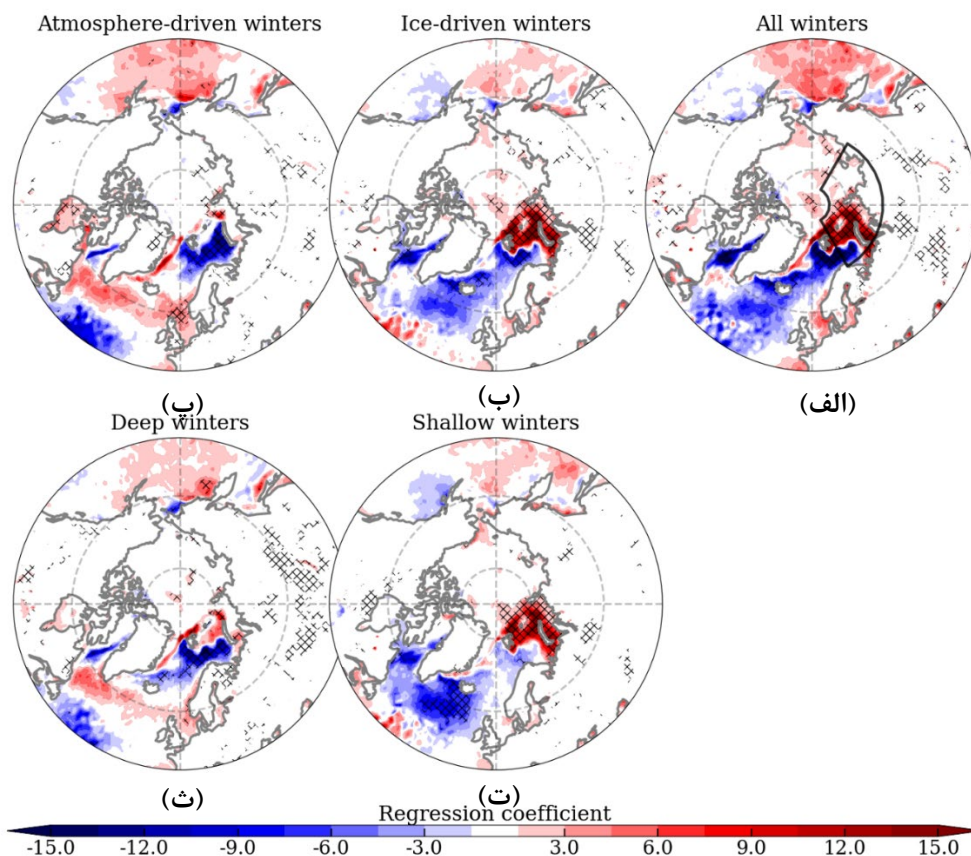 Atmosphere-driven winters Ice-driven winters All winters
(پ) (ب) (الف)
Deep winters Shallow winters
(ث) (ت)
Regression coefficient
-15.0 -12.0 -9.0 -6.0 -3.0 3.0 6.0 9.0 12.0 15.0